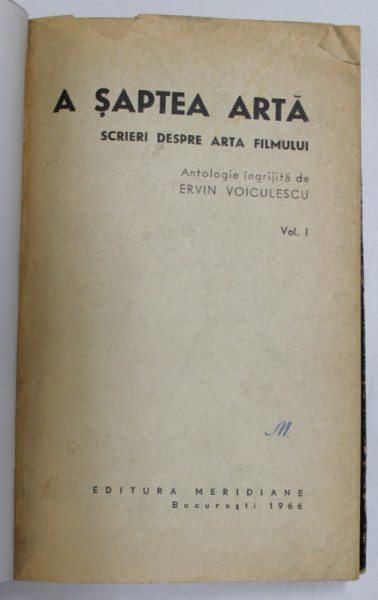 A ȘAPTEA ARTĂ
SCRIERI DESPRE ARTA FILMULUI
Antologie îngrijită de
ERVIN VOICULESCU
Vol. I
M.
EDITURA MERIDIANE
București 1966